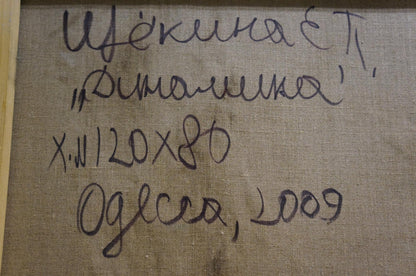 Щёкина Е.П.,
„Динамика"
х.м 120х80
Одесса, 2009